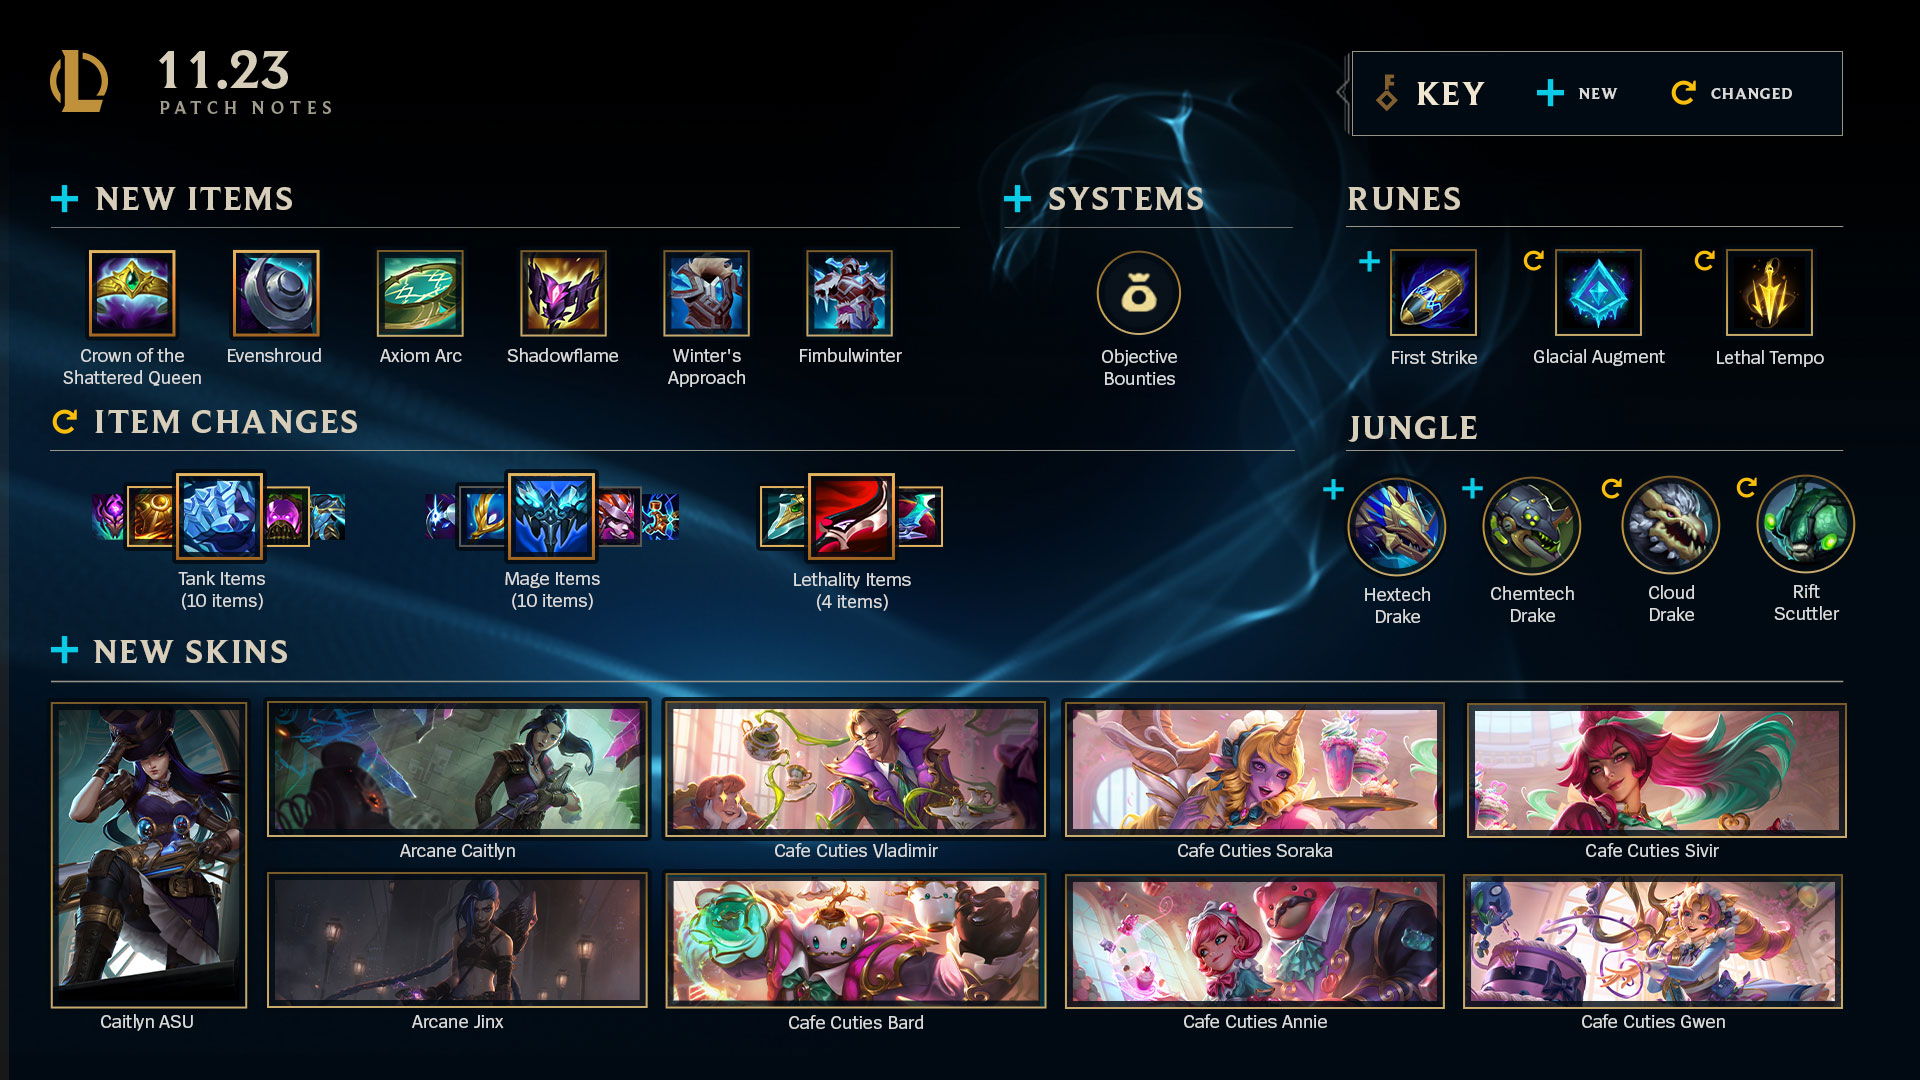 11.23
PATCH NOTES
KEY
NEW
CHANGED
NEW ITEMS
Crown of the
Shattered Queen
Evenshroud
Axiom Arc
Shadowflame
Winter's
Approach
Fimbulwinter
SYSTEMS
Objective
Bounties
RUNES
First Strike
Glacial Augment
Lethal Tempo
ITEM CHANGES
Tank Items
(10 items)
Mage Items
(10 items)
Lethality Items
(4 items)
JUNGLE
Hextech
Drake
Chemtech
Drake
Cloud
Drake
Rift
Scuttler
NEW SKINS
Arcane Caitlyn
Cafe Cuties Vladimir
Cafe Cuties Soraka
Cafe Cuties Sivir
Caitlyn ASU
Arcane Jinx
Cafe Cuties Bard
Cafe Cuties Annie
Cafe Cuties Gwen